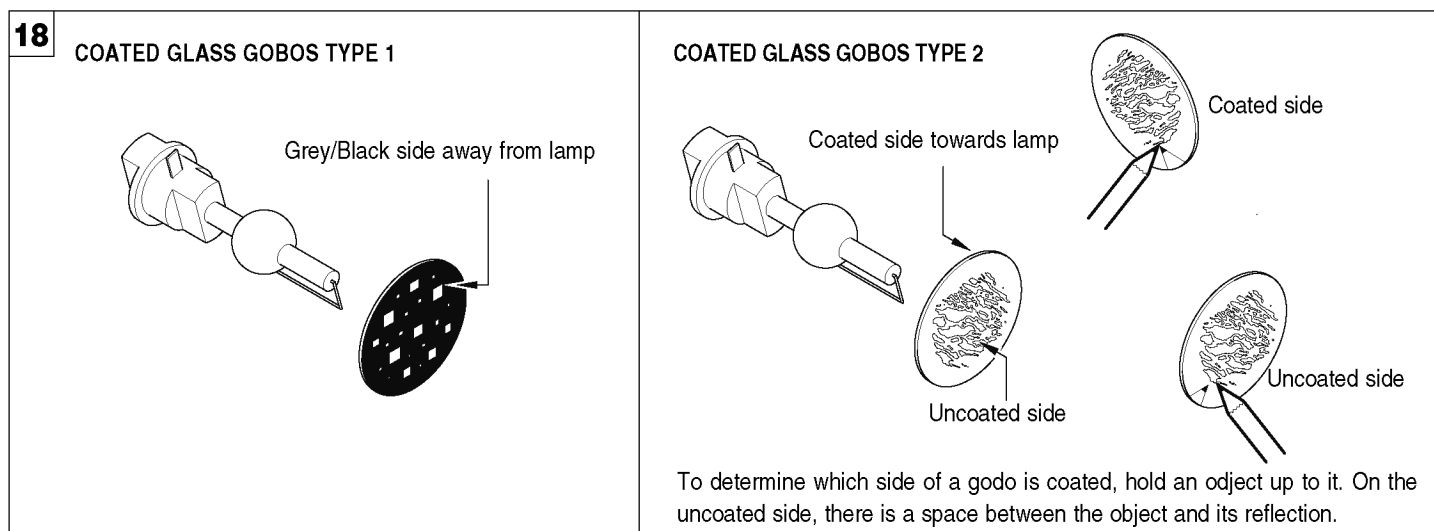 18
COATED GLASS GOBOS TYPE 1
Grey/Black side away from lamp
COATED GLASS GOBOS TYPE 2
Coated side
Coated side towards lamp
Uncoated side
Uncoated side
To determine which side of a godo is coated, hold an odject up to it. On the
uncoated side, there is a space between the object and its reflection.